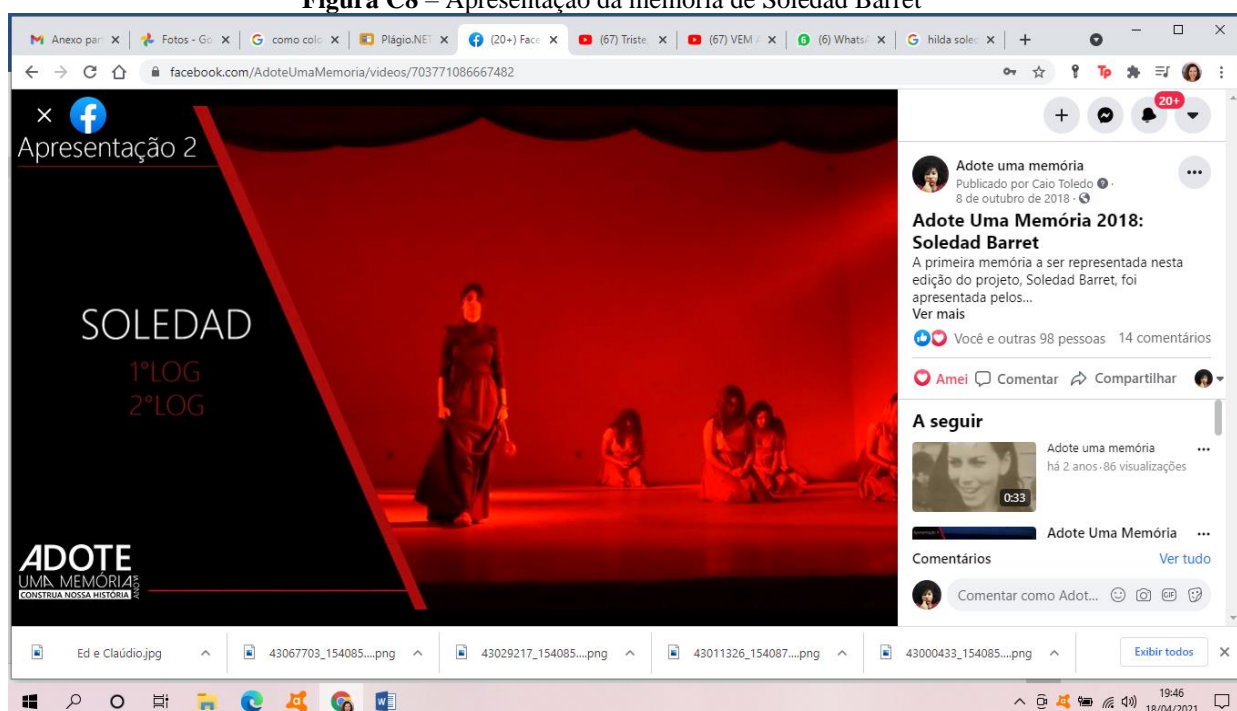 Figura C8 – Apresentação da memória de Soledad Barret
Anexo par
Fotos - Go
como colo
Plágio.NET
(20+) Face
(67) Triste,
(67) VEM
(6) Whats
hilda soled
facebook.com/AdoteUmaMemoria/videos/703771086667482
Apresentação 2
SOLEDAD
1°LOG
2°LOG
ADOTE
UMA MEMÓRIA
CONSTRUA NOSSA HISTÓRIA
20+
Adote uma memória
Publicado por Caio Toledo
8 de outubro de 2018
Adote Uma Memória 2018:
Soledad Barret
A primeira memória a ser representada nesta
edição do projeto, Soledad Barret, foi
apresentada pelos...
Ver mais
Você e outras 98 pessoas 14 comentários
Amei Comentar Compartilhar
A seguir
Adote uma memória
há 2 anos · 86 visualizações
0:33
Adote Uma Memória
Comentários Ver tudo
Comentar como Adot... GIF
Ed e Claúdio.jpg
43067703_154085....png
43029217_154085....png
43011326_154087....png
43000433_154085....png
Exibir todos
19:46
18/04/2021